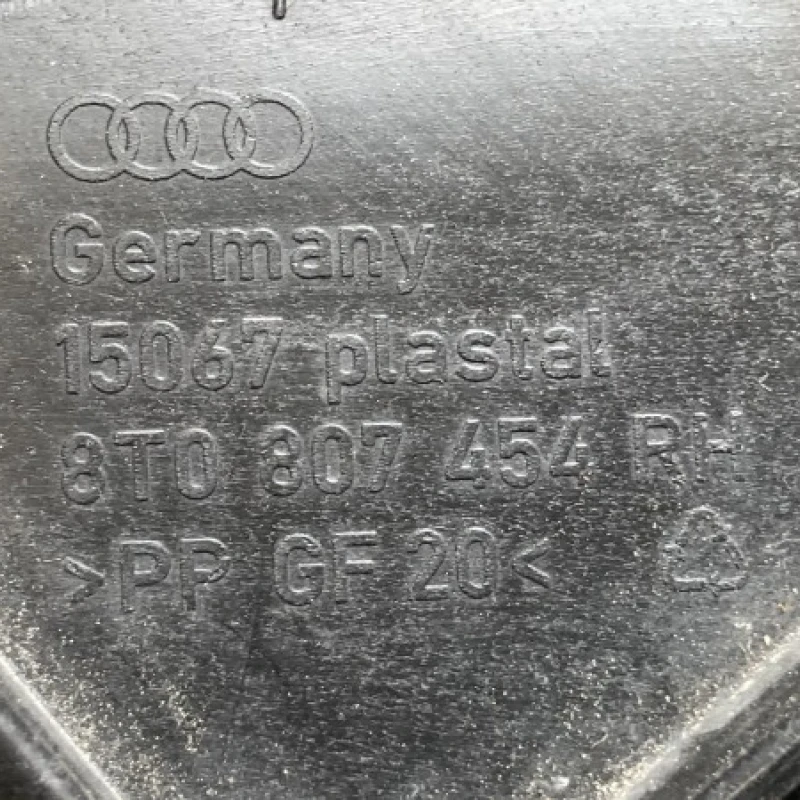 Germany
15067 plastal
8T0 807 454 RH
>PP GF 20<